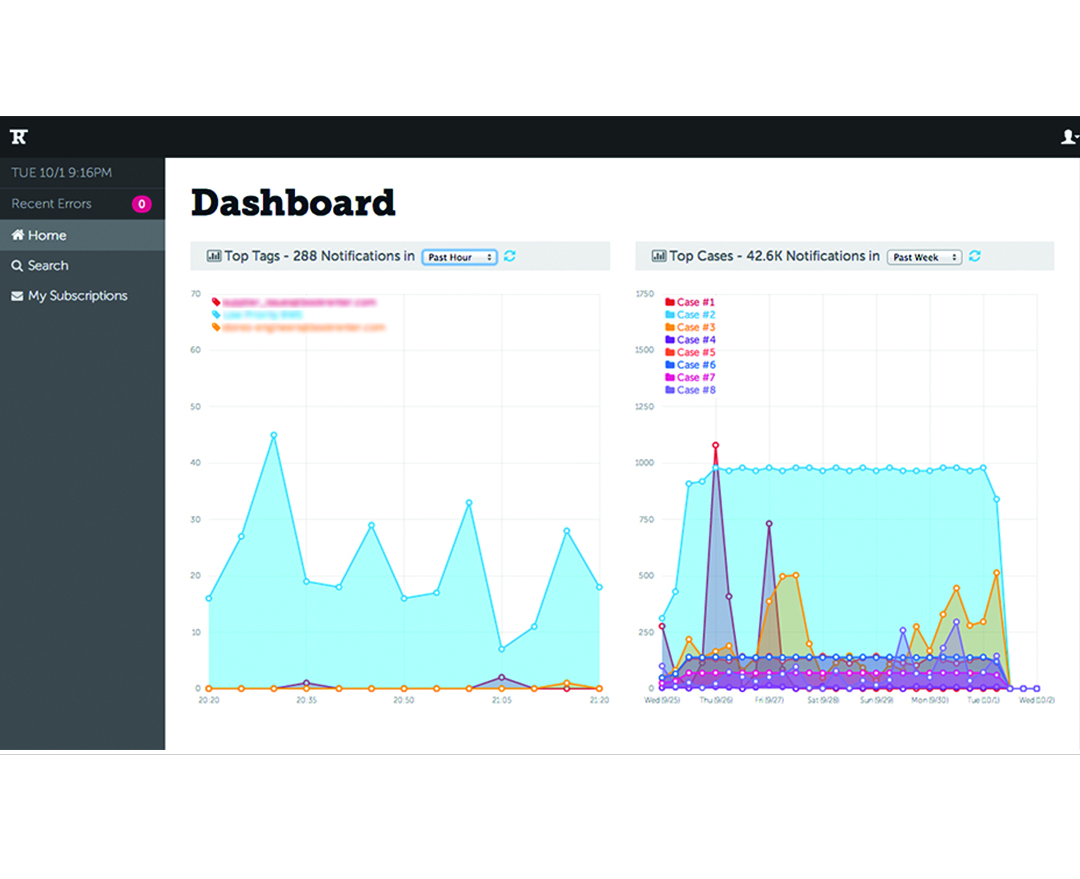 R
TUE 10/1 9:16PM
Recent Errors 0
Home
Search
My Subscriptions
Dashboard
Top Tags - 288 Notifications in Past Hour
70
60
50
40
30
20
10
0
20:20 20:35 20:50 21:05 21:20
Top Cases - 42.6K Notifications in Past Week
1750
1500
1250
1000
750
500
250
0
Case #1
Case #2
Case #3
Case #4
Case #5
Case #6
Case #7
Case #8
Wed (9/25) Thu (9/26) Fri (9/27) Sat (9/28) Sun (9/29) Mon (9/30) Tue (10/1) Wed (10/2)